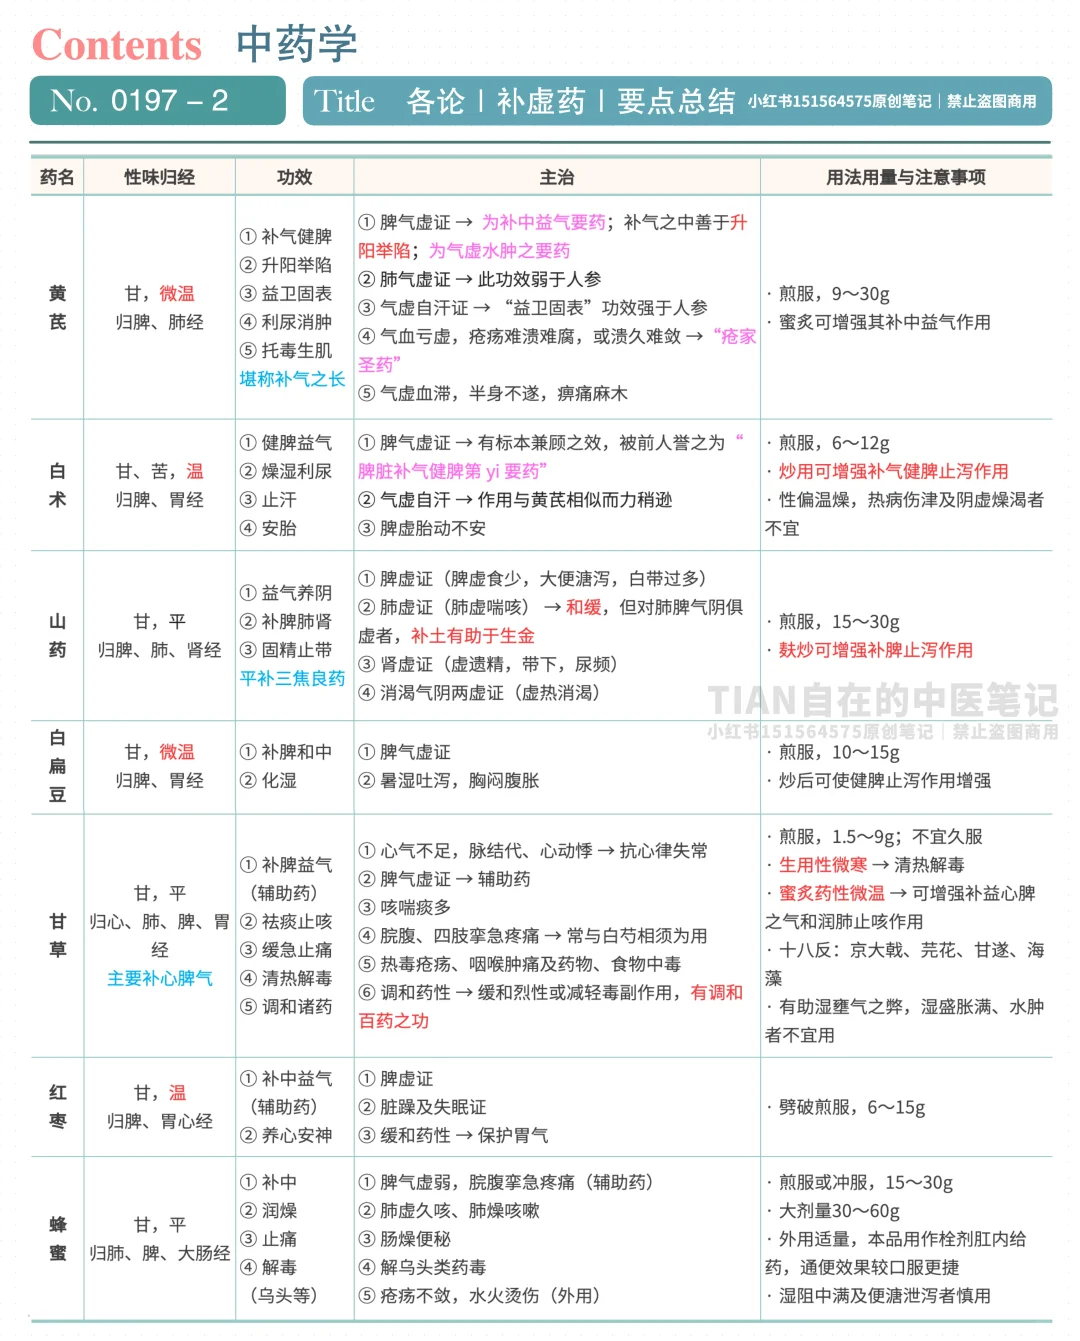 Contents 中药学
No. 0197 – 2
Title 各论丨补虚药丨要点总结 小红书151564575原创笔记｜禁止盗图商用
药名 性味归经 功效 主治 用法用量与注意事项
黄
芪
甘，微温
归脾、肺经
① 补气健脾
② 升阳举陷
③ 益卫固表
④ 利尿消肿
⑤ 托毒生肌
堪称补气之长
① 脾气虚证 → 为补中益气要药；补气之中善于升
阳举陷；为气虚水肿之要药
② 肺气虚证 → 此功效弱于人参
③ 气虚自汗证 → “益卫固表”功效强于人参
④ 气血亏虚，疮疡难溃难腐，或溃久难敛 → “疮家
圣药”
⑤ 气虚血滞，半身不遂，痹痛麻木
· 煎服，9～30g
· 蜜炙可增强其补中益气作用
白
术
甘、苦，温
归脾、胃经
① 健脾益气
② 燥湿利尿
③ 止汗
④ 安胎
① 脾气虚证 → 有标本兼顾之效，被前人誉之为“
脾脏补气健脾第 yi 要药”
② 气虚自汗 → 作用与黄芪相似而力稍逊
③ 脾虚胎动不安
· 煎服，6～12g
· 炒用可增强补气健脾止泻作用
· 性偏温燥，热病伤津及阴虚燥渴者
不宜
山
药
甘，平
归脾、肺、肾经
① 益气养阴
② 补脾肺肾
③ 固精止带
平补三焦良药
① 脾虚证（脾虚食少，大便溏泻，白带过多）
② 肺虚证（肺虚喘咳） → 和缓，但对肺脾气阴俱
虚者，补土有助于生金
③ 肾虚证（虚遗精，带下，尿频）
④ 消渴气阴两虚证（虚热消渴）
· 煎服，15～30g
· 麸炒可增强补脾止泻作用
TIAN自在的中医笔记
小红书151564575原创笔记｜禁止盗图商用
白
扁
豆
甘，微温
归脾、胃经
① 补脾和中
② 化湿
① 脾气虚证
② 暑湿吐泻，胸闷腹胀
· 煎服，10～15g
· 炒后可使健脾止泻作用增强
甘
草
甘，平
归心、肺、脾、胃
经
主要补心脾气
① 补脾益气
（辅助药）
② 祛痰止咳
③ 缓急止痛
④ 清热解毒
⑤ 调和诸药
① 心气不足，脉结代、心动悸 → 抗心律失常
② 脾气虚证 → 辅助药
③ 咳喘痰多
④ 脘腹、四肢挛急疼痛 → 常与白芍相须为用
⑤ 热毒疮疡、咽喉肿痛及药物、食物中毒
⑥ 调和药性 → 缓和烈性或减轻毒副作用，有调和
百药之功
· 煎服，1.5～9g；不宜久服
· 生用性微寒 → 清热解毒
· 蜜炙药性微温 → 可增强补益心脾
之气和润肺止咳作用
· 十八反：京大戟、芫花、甘遂、海
藻
· 有助湿壅气之弊，湿盛胀满、水肿
者不宜用
红
枣
甘，温
归脾、胃心经
① 补中益气
（辅助药）
② 养心安神
① 脾虚证
② 脏躁及失眠证
③ 缓和药性 → 保护胃气
· 劈破煎服，6～15g
蜂
蜜
甘，平
归肺、脾、大肠经
① 补中
② 润燥
③ 止痛
④ 解毒
（乌头等）
① 脾气虚弱，脘腹挛急疼痛（辅助药）
② 肺虚久咳、肺燥咳嗽
③ 肠燥便秘
④ 解乌头类药毒
⑤ 疮疡不敛，水火烫伤（外用）
· 煎服或冲服，15～30g
· 大剂量30～60g
· 外用适量，本品用作栓剂肛内给
药，通便效果较口服更捷
· 湿阻中满及便溏泄泻者慎用